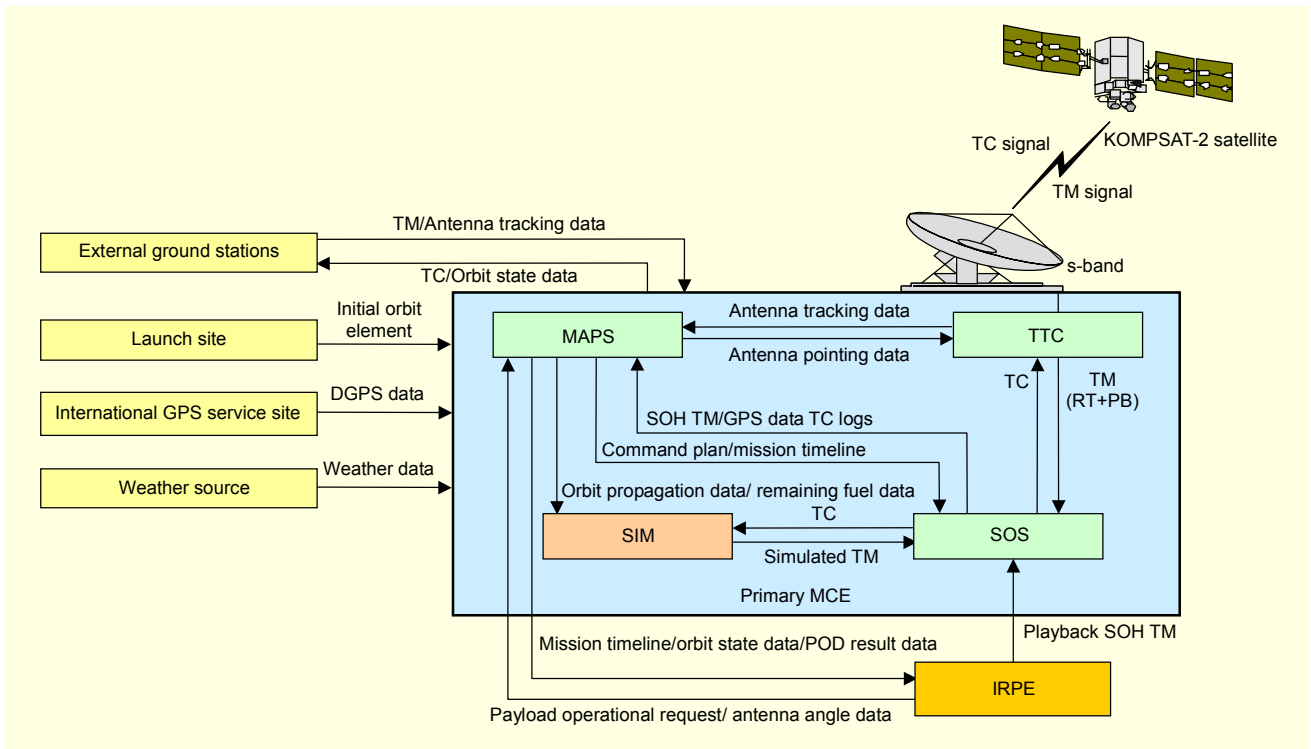 TC signal
KOMPSAT-2 satellite
TM signal
s-band
TM/Antenna tracking data
External ground stations
TC/Orbit state data
Initial orbit
element
Launch site
DGPS data
International GPS service site
Weather data
Weather source
Antenna tracking data
MAPS
TTC
Antenna pointing data
TC
TM
(RT+PB)
SOH TM/GPS data TC logs
Command plan/mission timeline
Orbit propagation data/ remaining fuel data
TC
SIM
SOS
Simulated TM
Primary MCE
Playback SOH TM
Mission timeline/orbit state data/POD result data
IRPE
Payload operational request/ antenna angle data